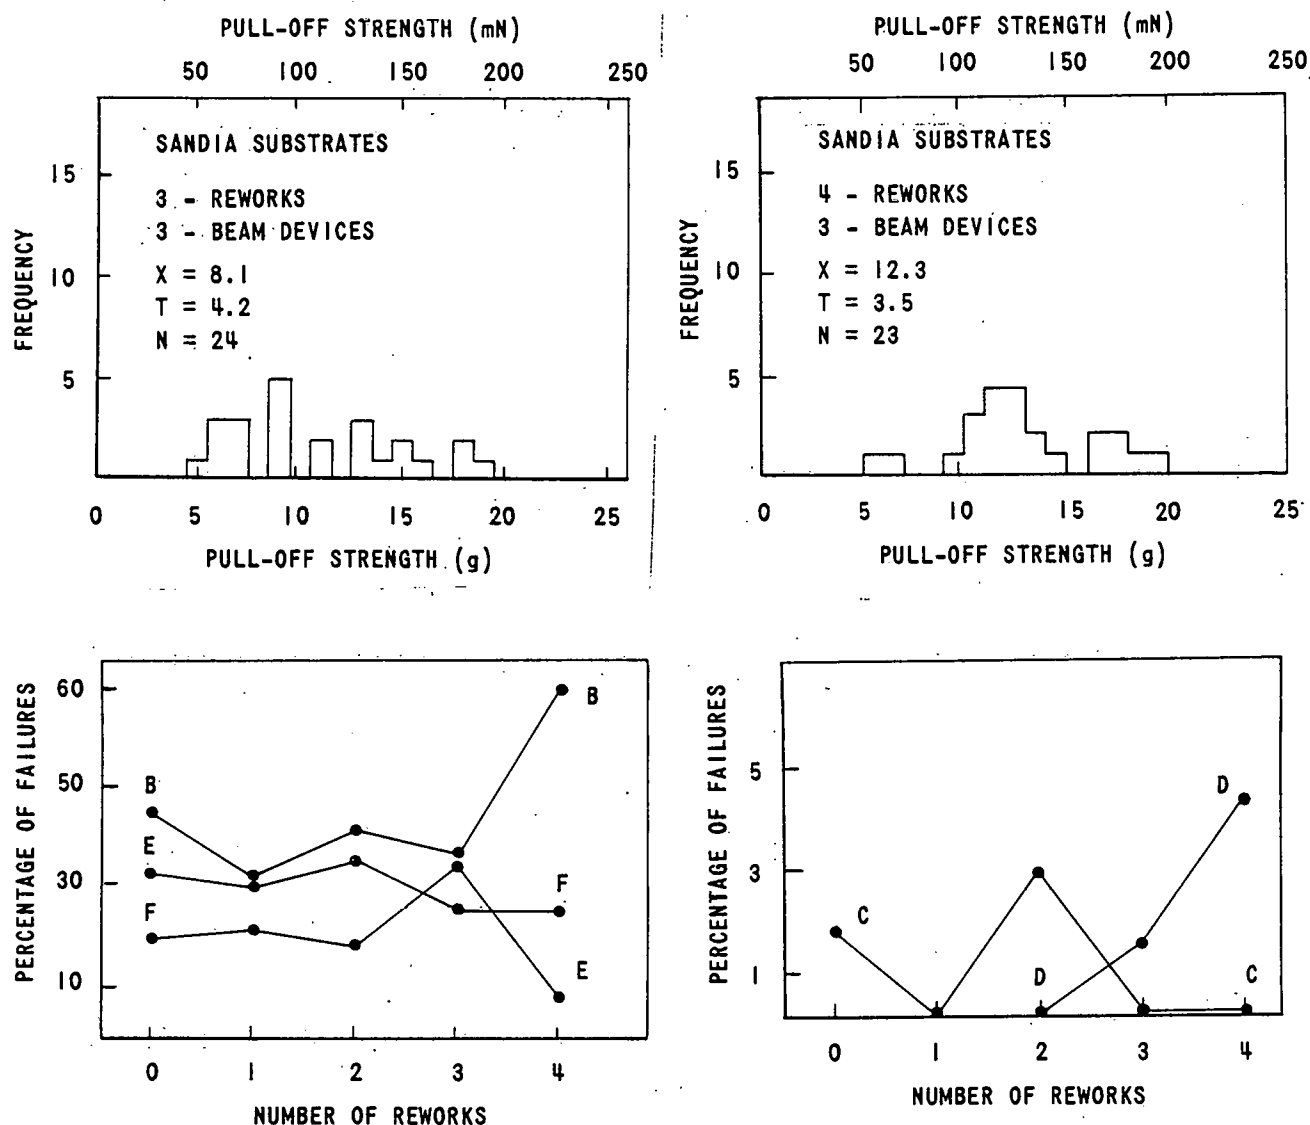 PULL-OFF STRENGTH (mN)
50 100 150 200 250
SANDIA SUBSTRATES
3 - REWORKS
3 - BEAM DEVICES
X = 8.1
T = 4.2
N = 24
FREQUENCY
15
10
5
0 5 10 15 20 25
PULL-OFF STRENGTH (g)
PULL-OFF STRENGTH (mN)
50 100 150 200 250
SANDIA SUBSTRATES
4 - REWORKS
3 - BEAM DEVICES
X = 12.3
T = 3.5
N = 23
FREQUENCY
15
10
5
0 5 10 15 20 25
PULL-OFF STRENGTH (g)
PERCENTAGE OF FAILURES
60
50
30
10
B
E
F
B
F
E
0 1 2 3 4
NUMBER OF REWORKS
PERCENTAGE OF FAILURES
5
3
1
C
D
D
C
0 1 2 3 4
NUMBER OF REWORKS